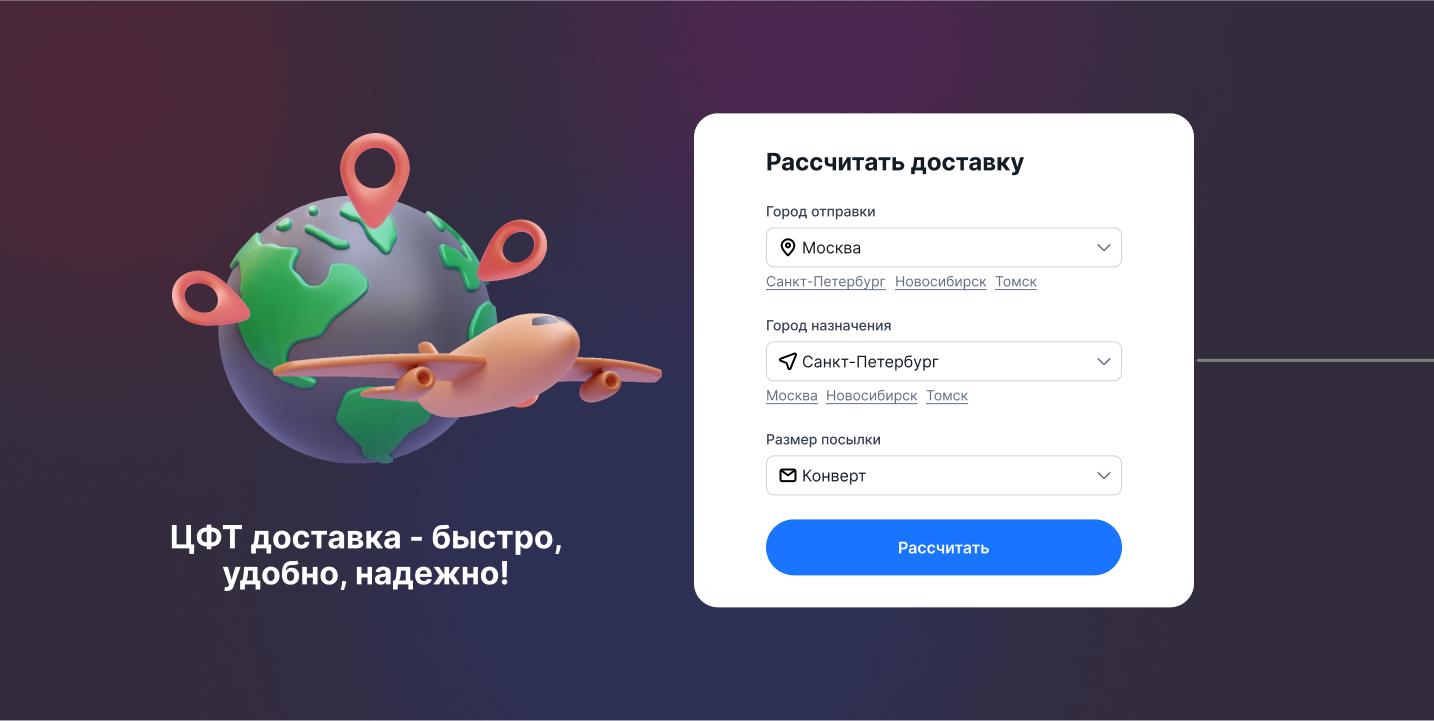 ЦФТ доставка - быстро,
удобно, надежно!
Рассчитать доставку
Город отправки
Москва
Санкт-Петербург Новосибирск Томск
Город назначения
Санкт-Петербург
Москва Новосибирск Томск
Размер посылки
Конверт
Рассчитать